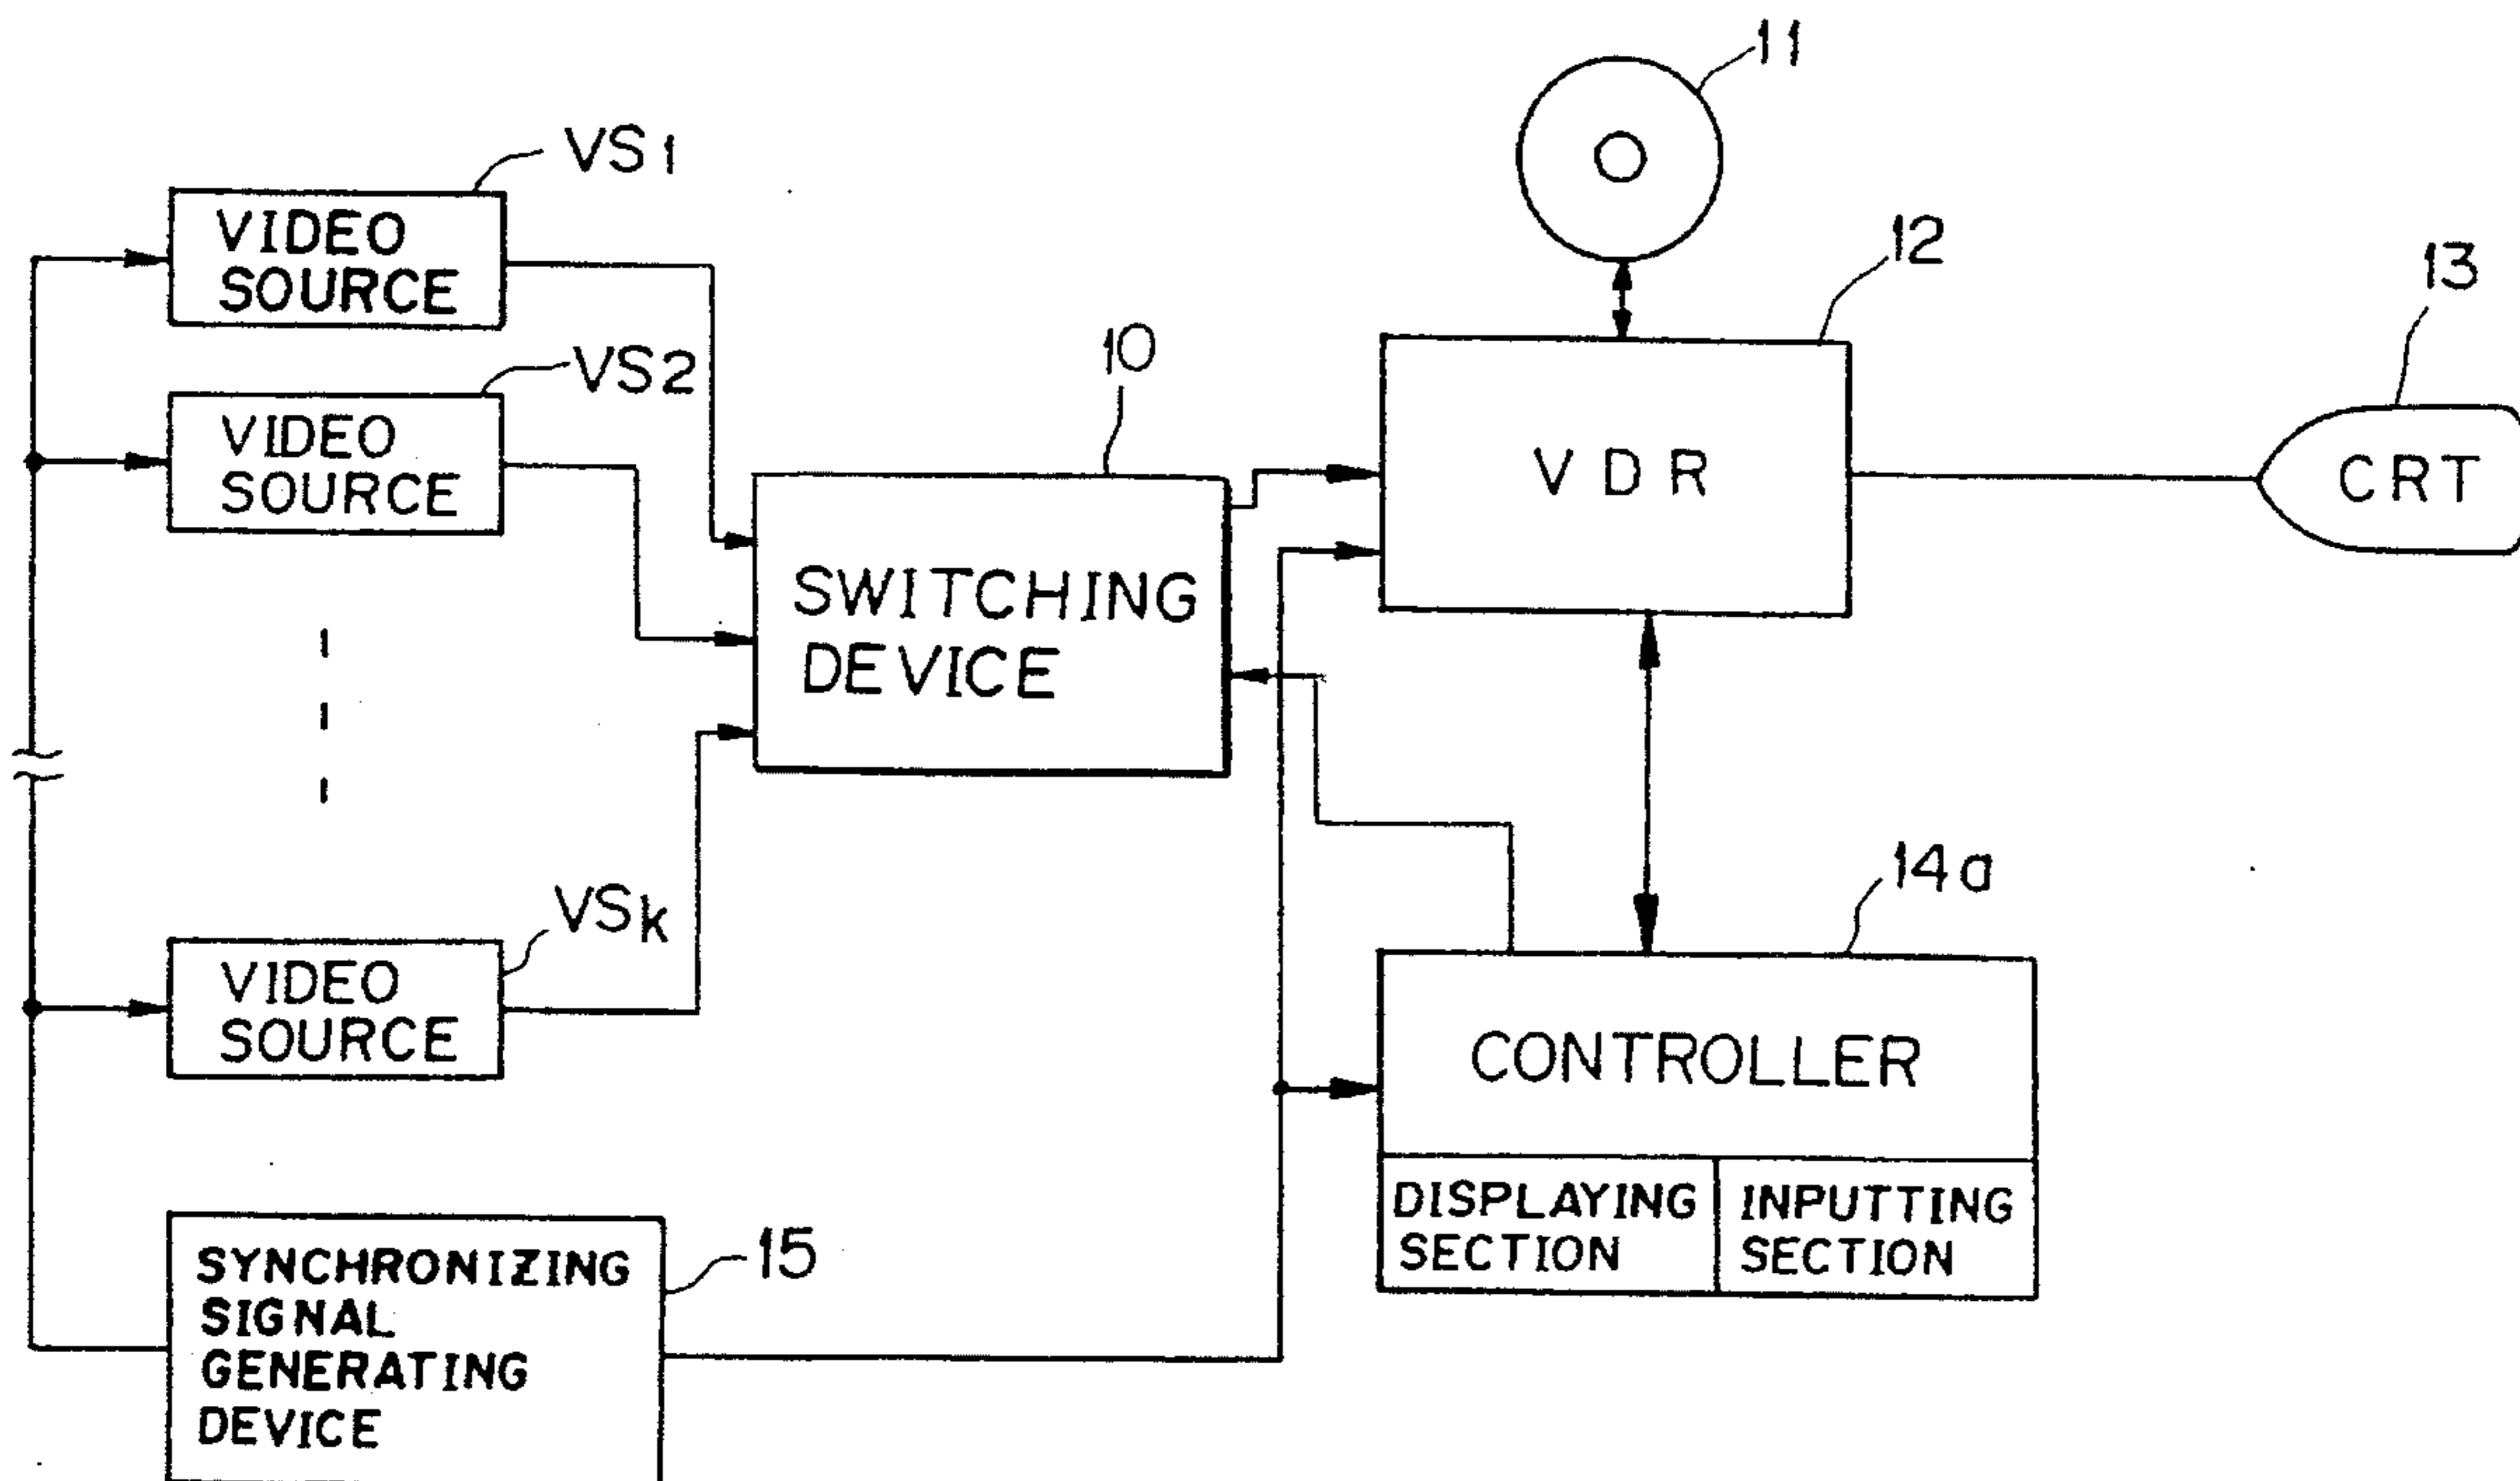 11
VS1
VIDEO
SOURCE
12
13
VS2
VIDEO
SOURCE
10
VDR
CRT
SWITCHING
DEVICE
VSk
VIDEO
SOURCE
14a
CONTROLLER
DISPLAYING
SECTION
INPUTTING
SECTION
15
SYNCHRONIZING
SIGNAL
GENERATING
DEVICE